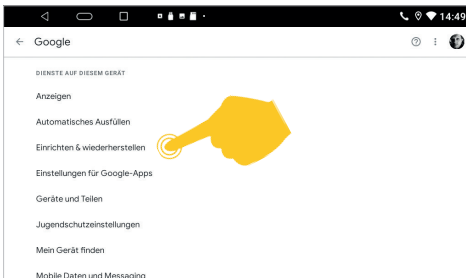 14:49
Google
DIENSTE AUF DIESEM GERÄT
Anzeigen
Automatisches Ausfüllen
Einrichten & wiederherstellen
Einstellungen für Google-Apps
Geräte und Teilen
Jugendschutzeinstellungen
Mein Gerät finden
Mobile Daten und Messaging